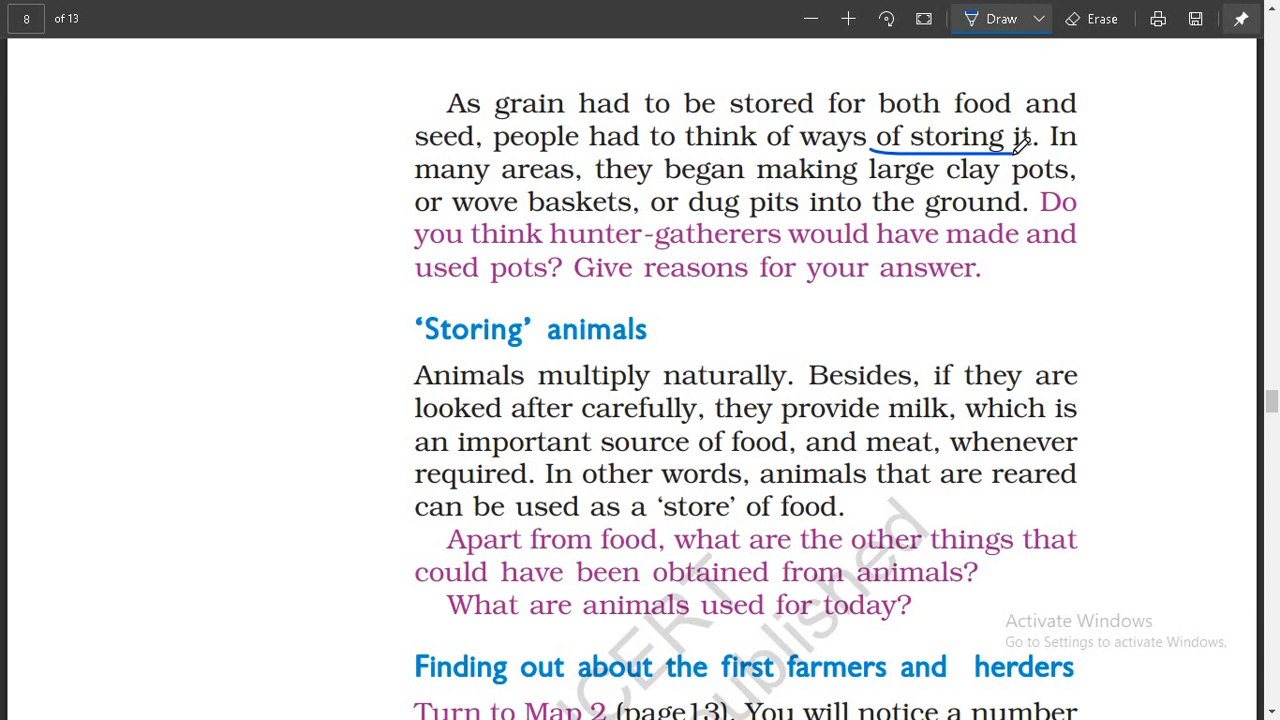 8 of 13 Draw Erase
As grain had to be stored for both food and
seed, people had to think of ways of storing it. In
many areas, they began making large clay pots,
or wove baskets, or dug pits into the ground. Do
you think hunter-gatherers would have made and
used pots? Give reasons for your answer.
‘Storing’ animals
Animals multiply naturally. Besides, if they are
looked after carefully, they provide milk, which is
an important source of food, and meat, whenever
required. In other words, animals that are reared
can be used as a ‘store’ of food.
Apart from food, what are the other things that
could have been obtained from animals?
What are animals used for today?
Activate Windows
Go to Settings to activate Windows.
Finding out about the first farmers and herders
Turn to Map 2 (page13). You will notice a number
NCERT
published